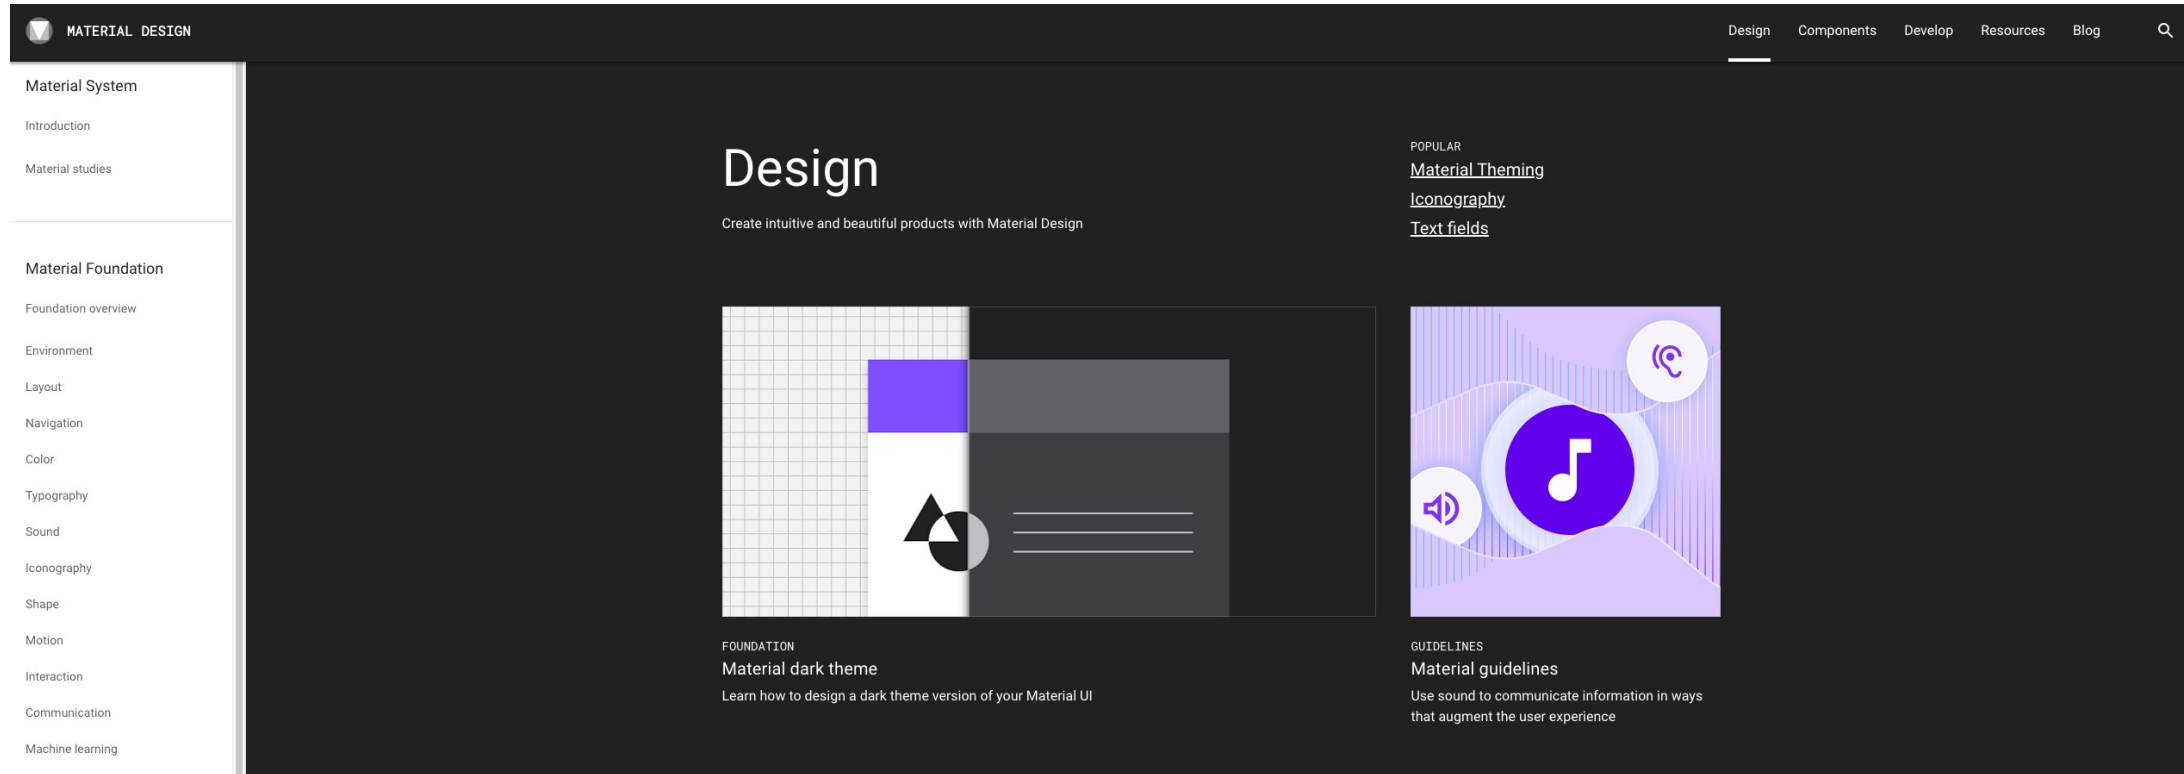 MATERIAL DESIGN
Design
Components
Develop
Resources
Blog
Material System
Introduction
Material studies
Material Foundation
Foundation overview
Environment
Layout
Navigation
Color
Typography
Sound
Iconography
Shape
Motion
Interaction
Communication
Machine learning
Design
Create intuitive and beautiful products with Material Design
POPULAR
Material Theming
Iconography
Text fields
FOUNDATION
Material dark theme
Learn how to design a dark theme version of your Material UI
GUIDELINES
Material guidelines
Use sound to communicate information in ways
that augment the user experience